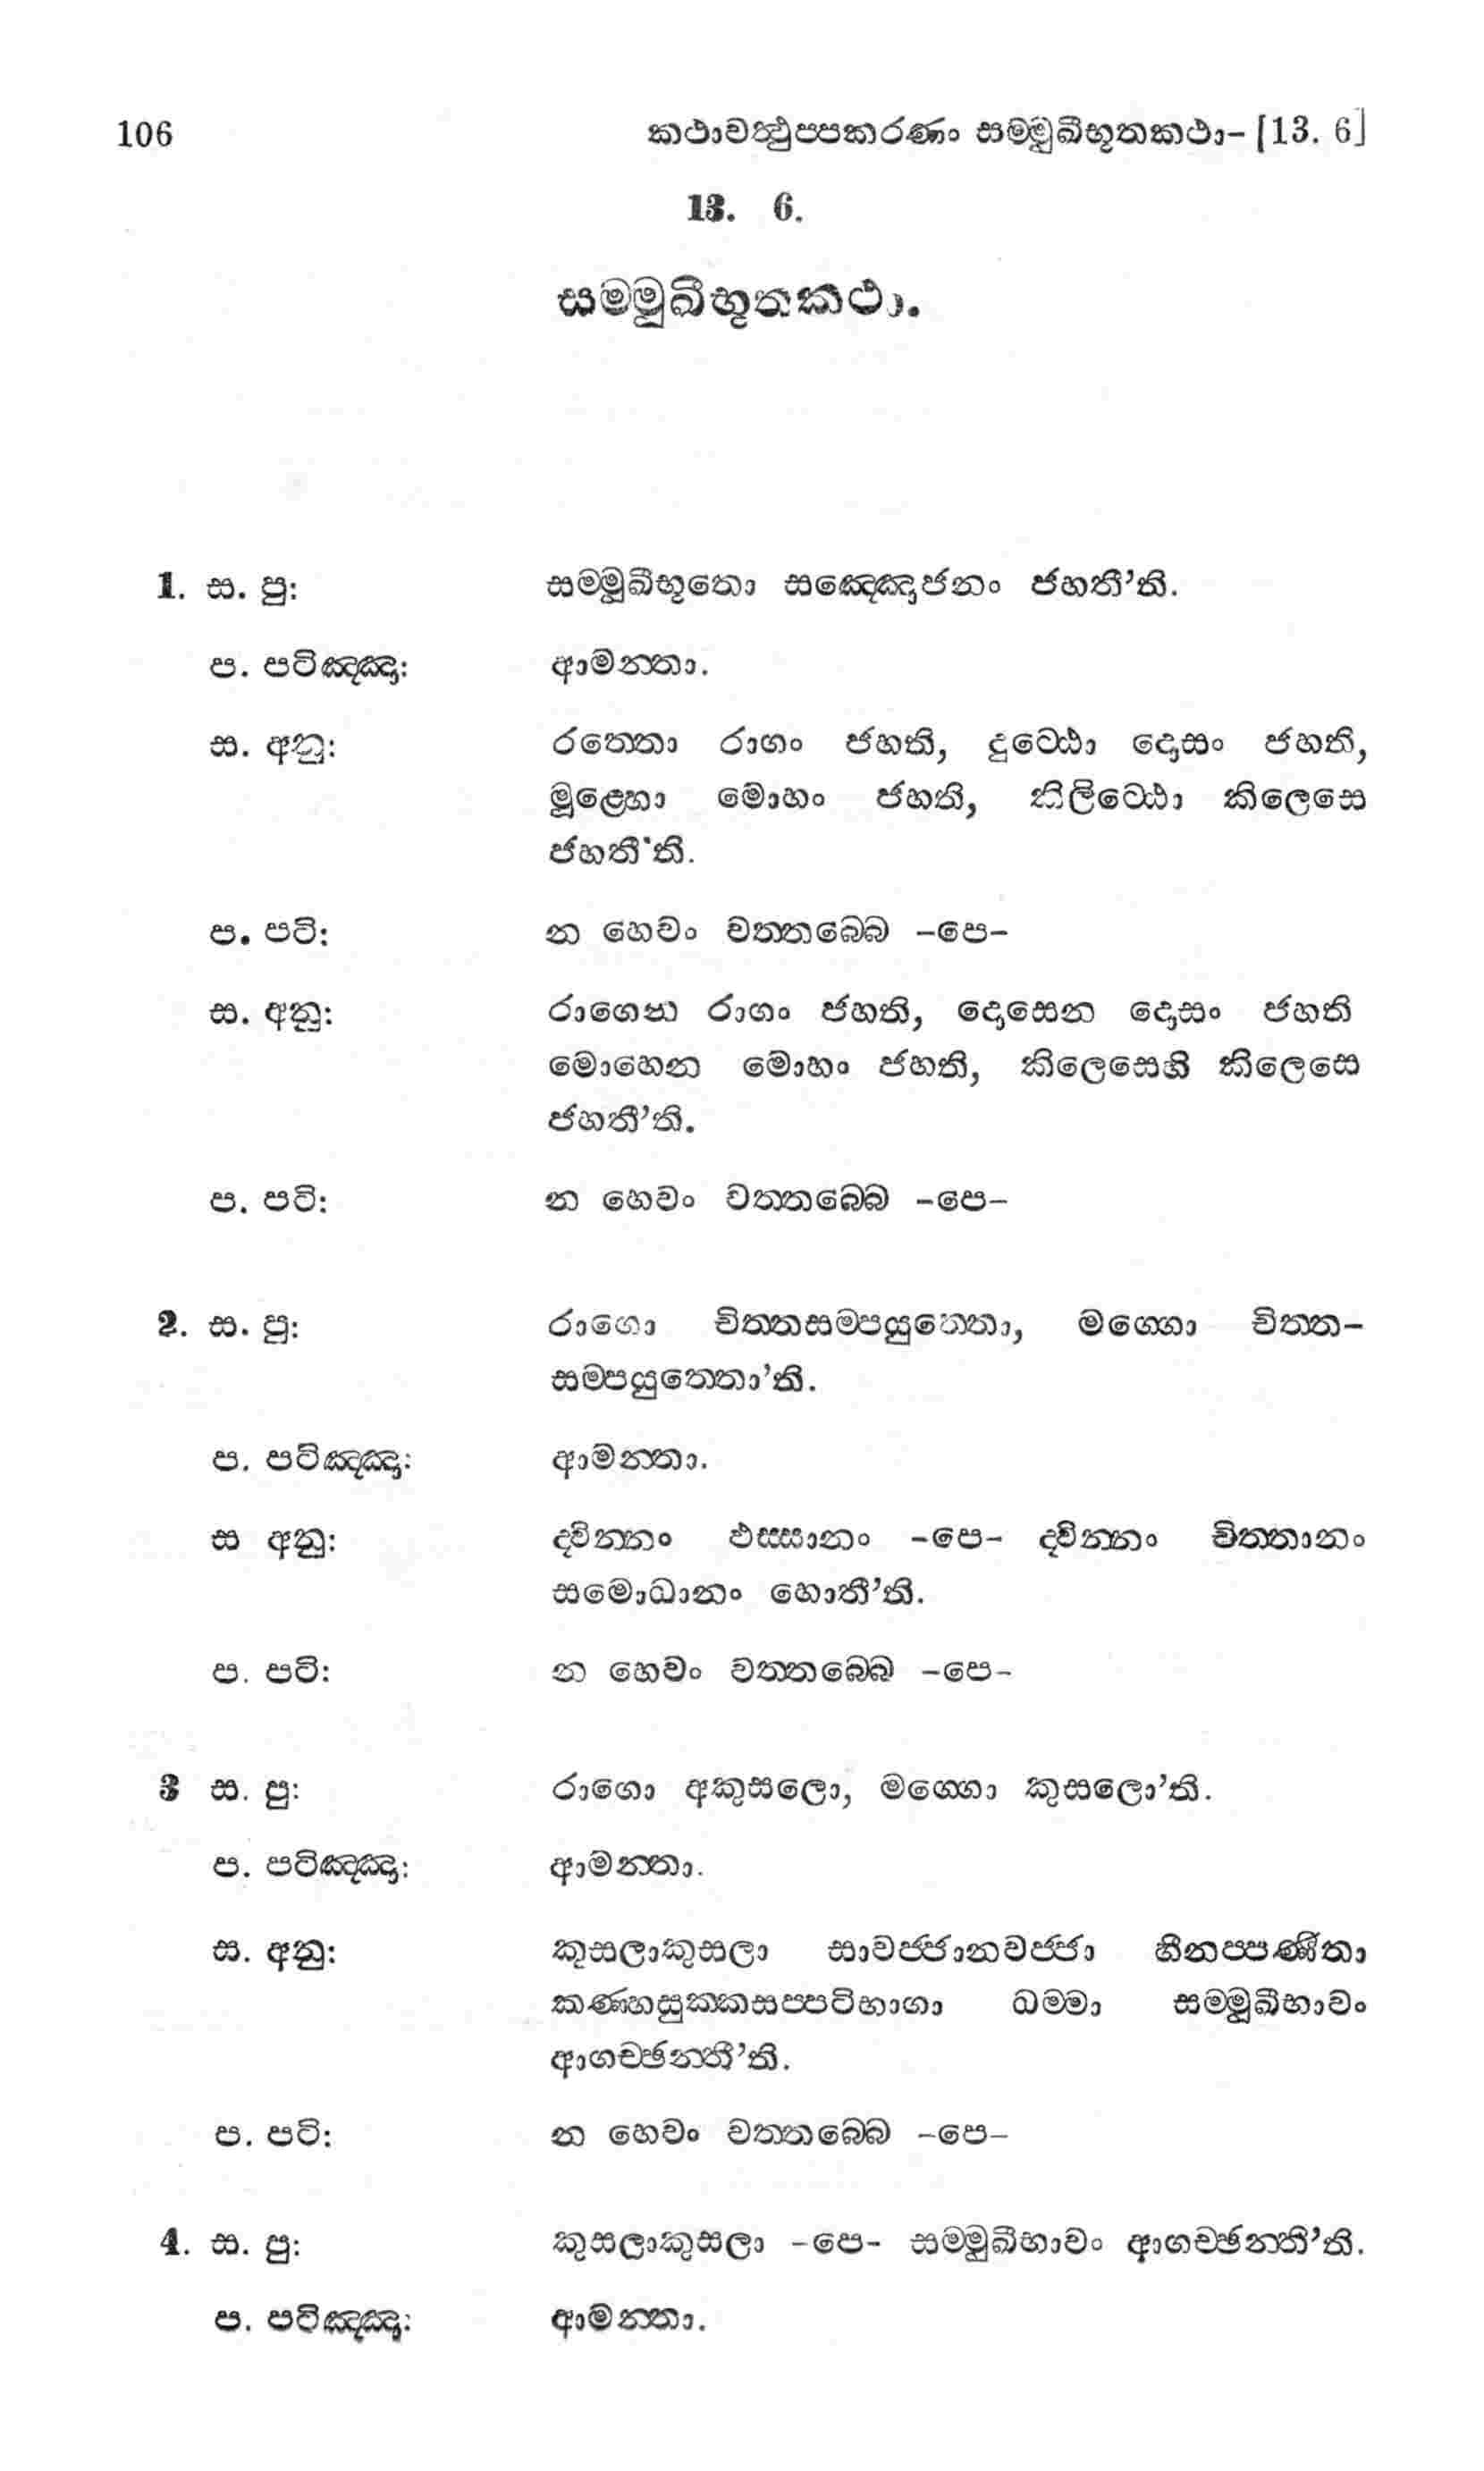 106 කථාවත්‍ථුප්පකරණං සම්මුඛීභූතකථා- [13. 6]
13. 6.
සම්මුඛීභූතකථා.
1. ස. පු: සම්මුඛීභූතො සඤ්ඤොජනං ජහතී’ති.
ප. පටිඤ්ඤා: ආමන්තා.
ස. අනු: රත්තො රාගං ජහති, දුට්ඨො දොසං ජහති,
මූළ්හො මොහං ජහති, කිලිට්ඨො කිලෙසෙ
ජහතී’ති.
ප. පටි: න හෙවං වත්තබ්බෙ -පෙ-
ස. අනු: රාගෙන රාගං ජහති, දොසෙන දොසං ජහති
මොහෙන මොහං ජහති, කිලෙසෙහි කිලෙසෙ
ජහතී’ති.
ප. පටි: න හෙවං වත්තබ්බෙ -පෙ-
2. ස. පු: රාගො චිත්තසම්පයුත්තො, මග්ගො චිත්ත-
සම්පයුත්තො’ති.
ප. පටිඤ්ඤා: ආමන්තා.
ස අනු: ද්වින්නං ඵස්සානං -පෙ- ද්වින්නං චිත්තානං
සමොධානං හොතී’ති.
ප. පටි: න හෙවං වත්තබ්බෙ -පෙ-
3 ස. පු: රාගො අකුසලො, මග්ගො කුසලො’ති.
ප. පටිඤ්ඤා: ආමන්තා.
ස. අනු: කුසලාකුසලා සාවජ්ජානවජ්ජා හීනප්පණීතා
කණ්හසුක්කසප්පටිභාගා ධම්මා සම්මුඛීභාවං
ආගච්ඡන්තී’ති.
ප. පටි: න හෙවං වත්තබ්බෙ -පෙ-
4. ස. පු: කුසලාකුසලා -පෙ- සම්මුඛීභාවං ආගච්ඡන්තී’ති.
ප. පටිඤ්ඤා: ආමන්තා.